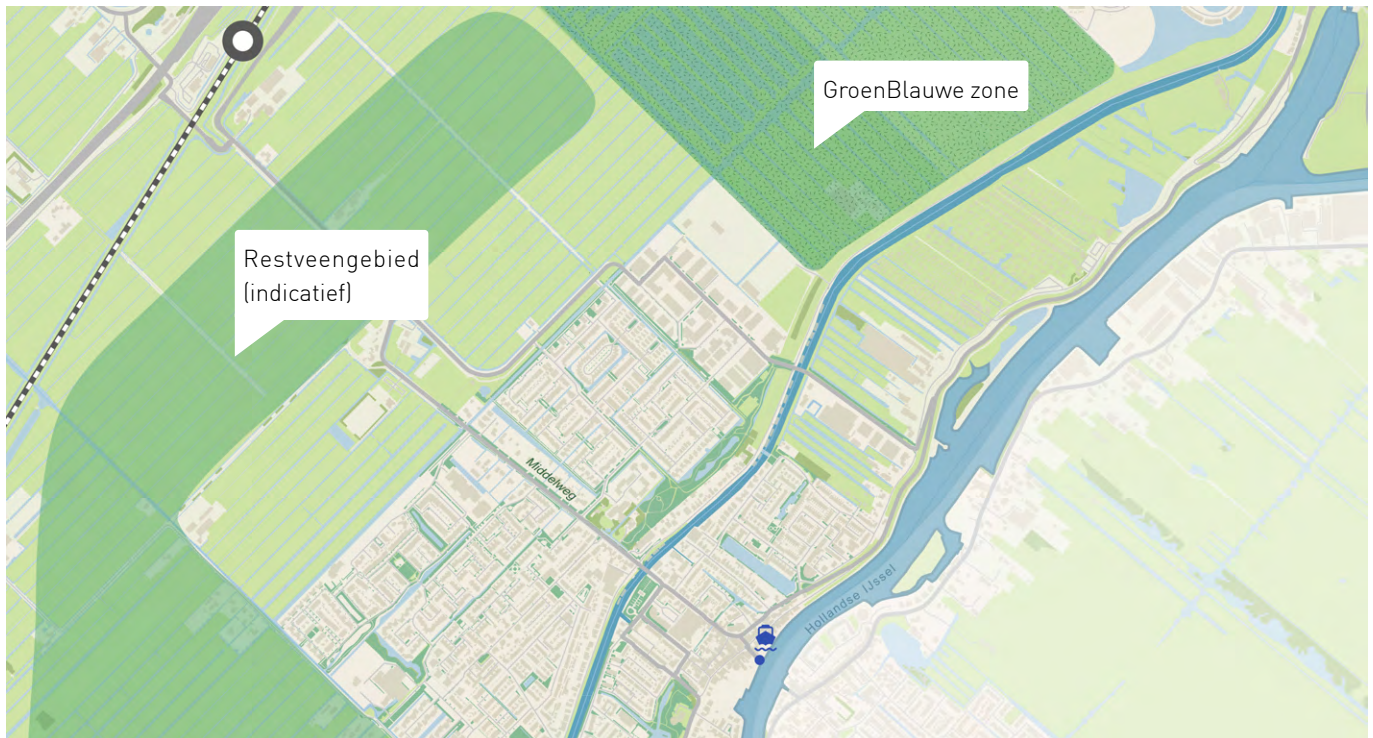 GroenBlauwe zone
Restveengebied
(indicatief)
Middelweg
Hollandse IJssel